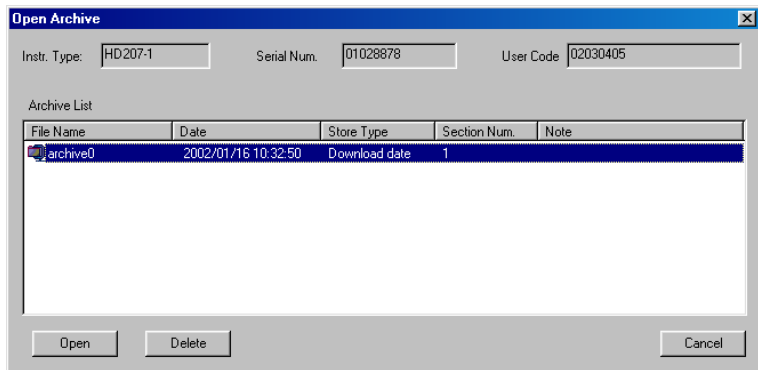 Open Archive
Instr. Type: HD207-1 Serial Num. 01028878 User Code 02030405
Archive List
File Name Date Store Type Section Num. Note
archive0 2002/01/16 10:32:50 Download date 1
Open Delete Cancel